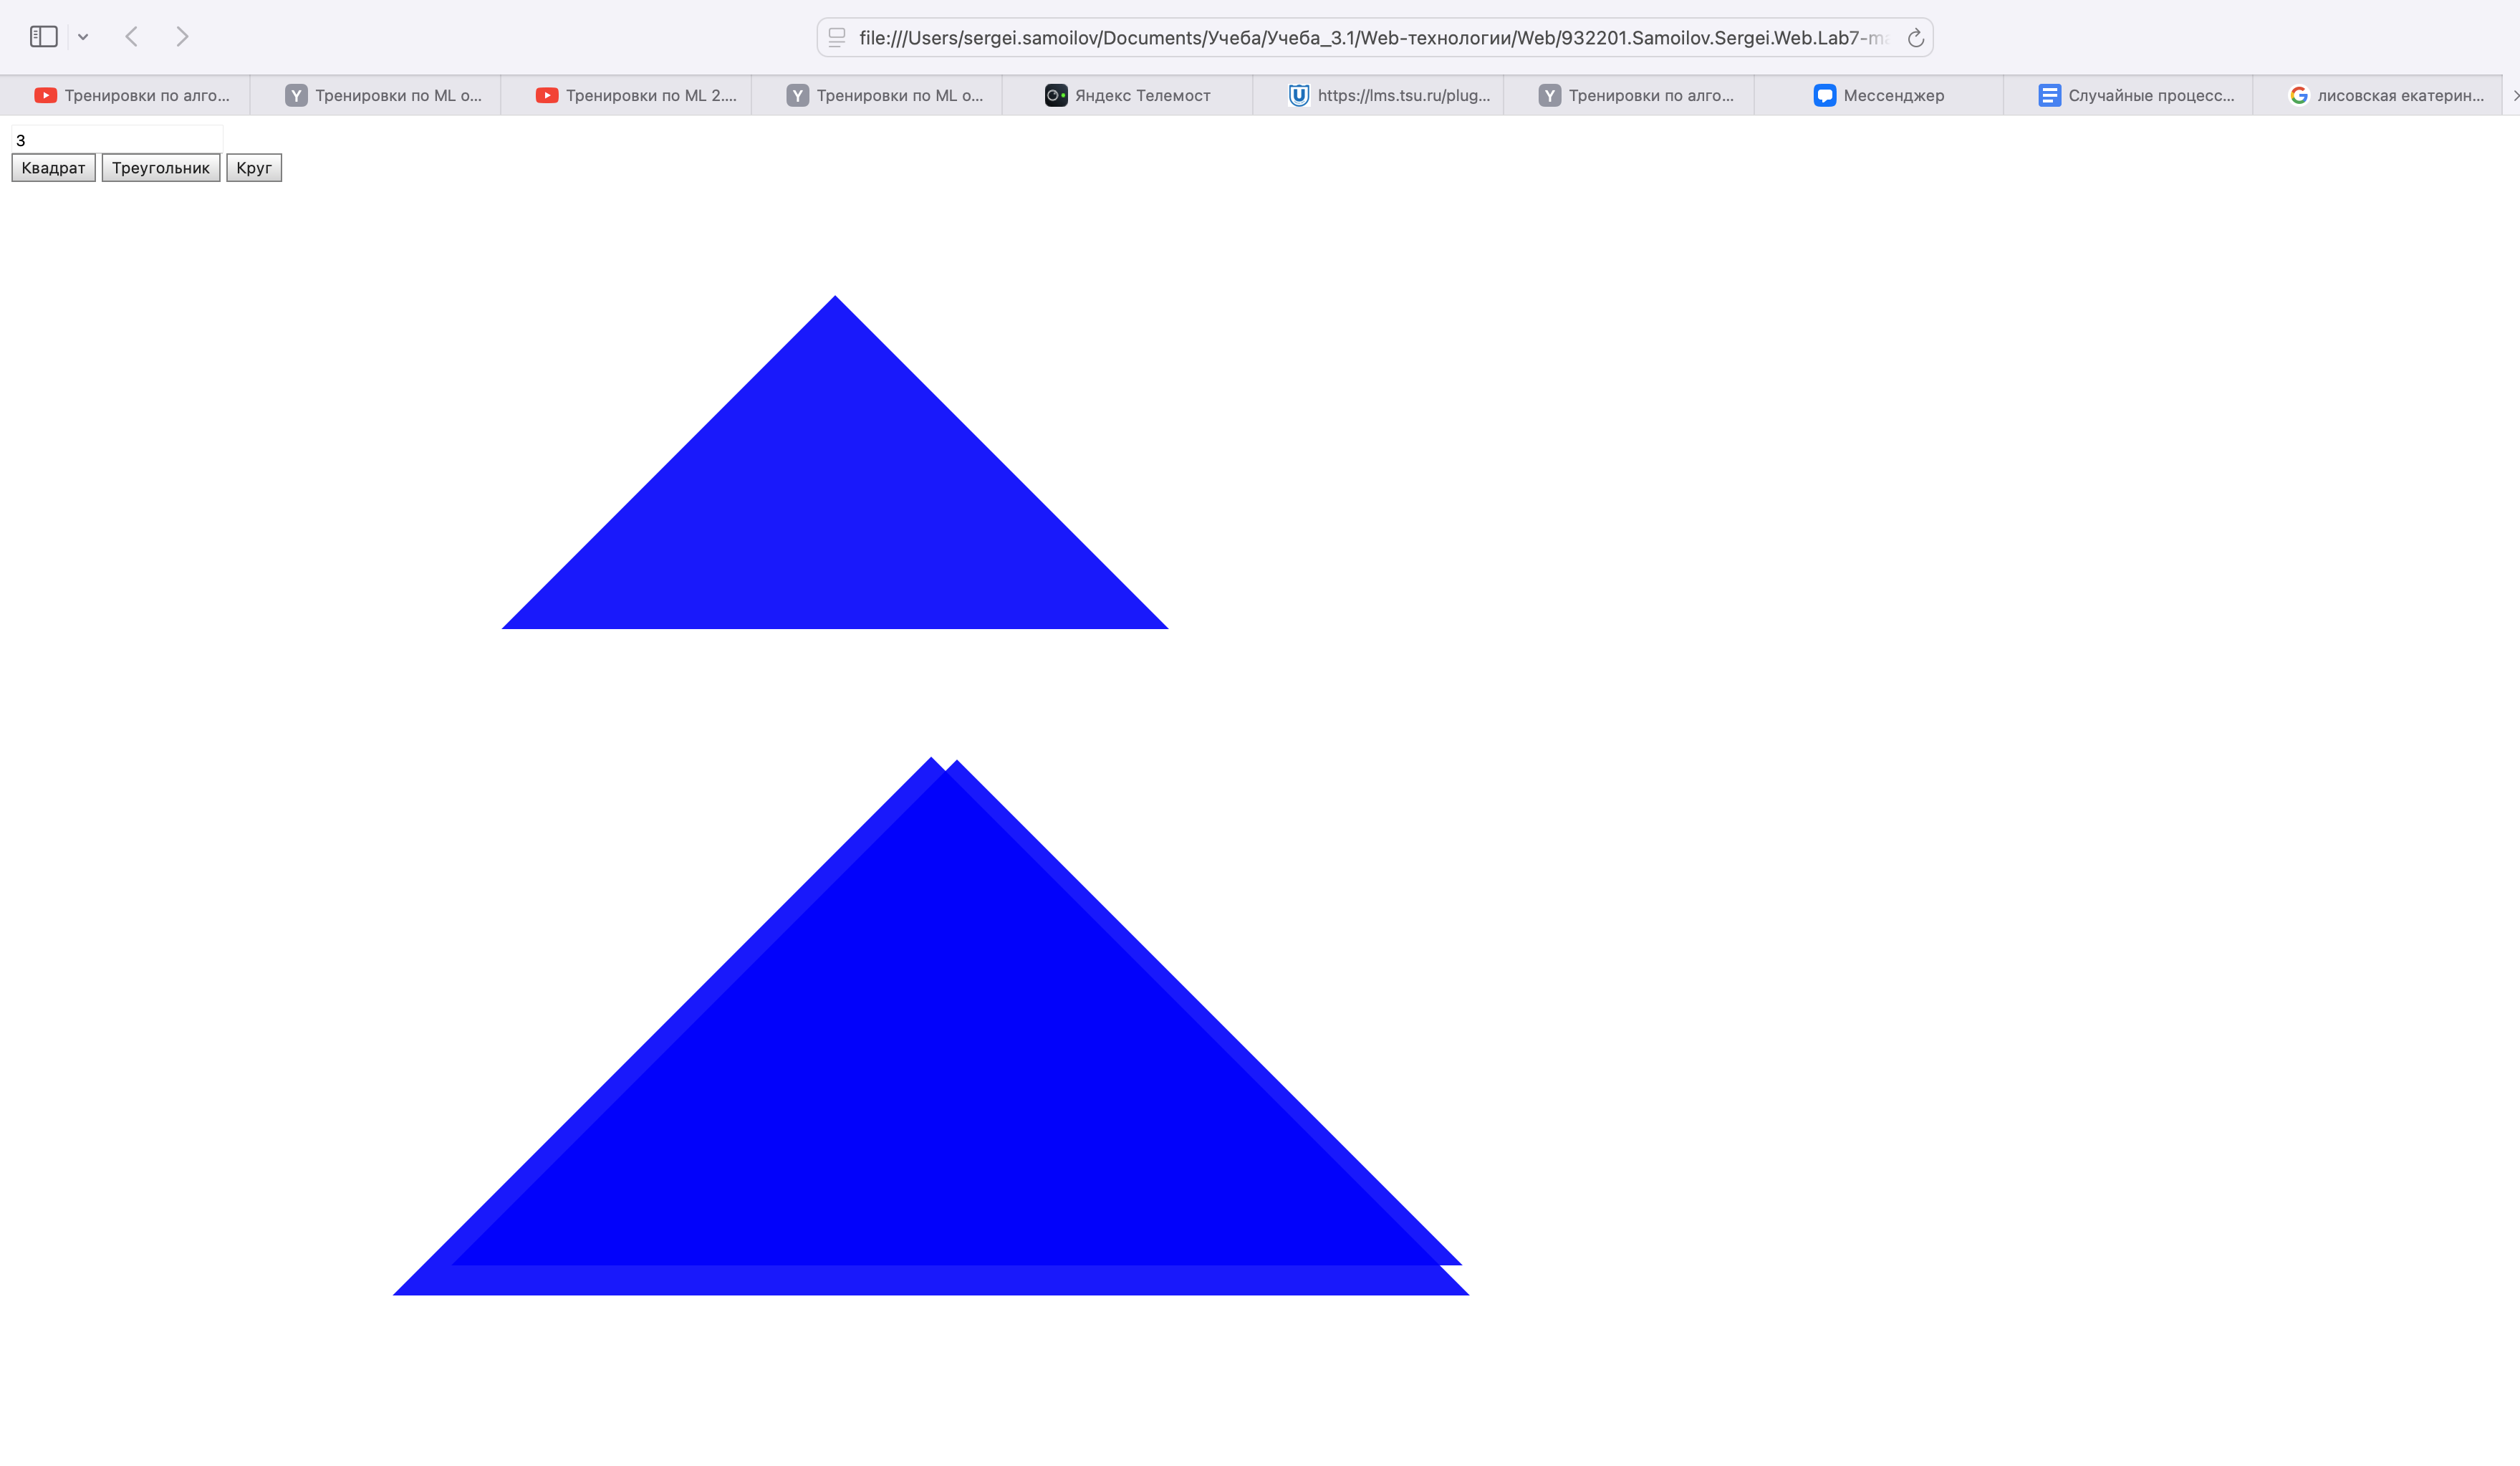 file:///Users/sergei.samoilov/Documents/Учеба/Учеба_3.1/Web-технологии/Web/932201.Samoilov.Sergei.Web.Lab7-ma
Тренировки по алго... Тренировки по ML о... Тренировки по ML 2.... Тренировки по ML о... Яндекс Телемост https://lms.tsu.ru/plug... Тренировки по алго... Мессенджер Случайные процесс... лисовская екатерин...
3
Квадрат Треугольник Круг